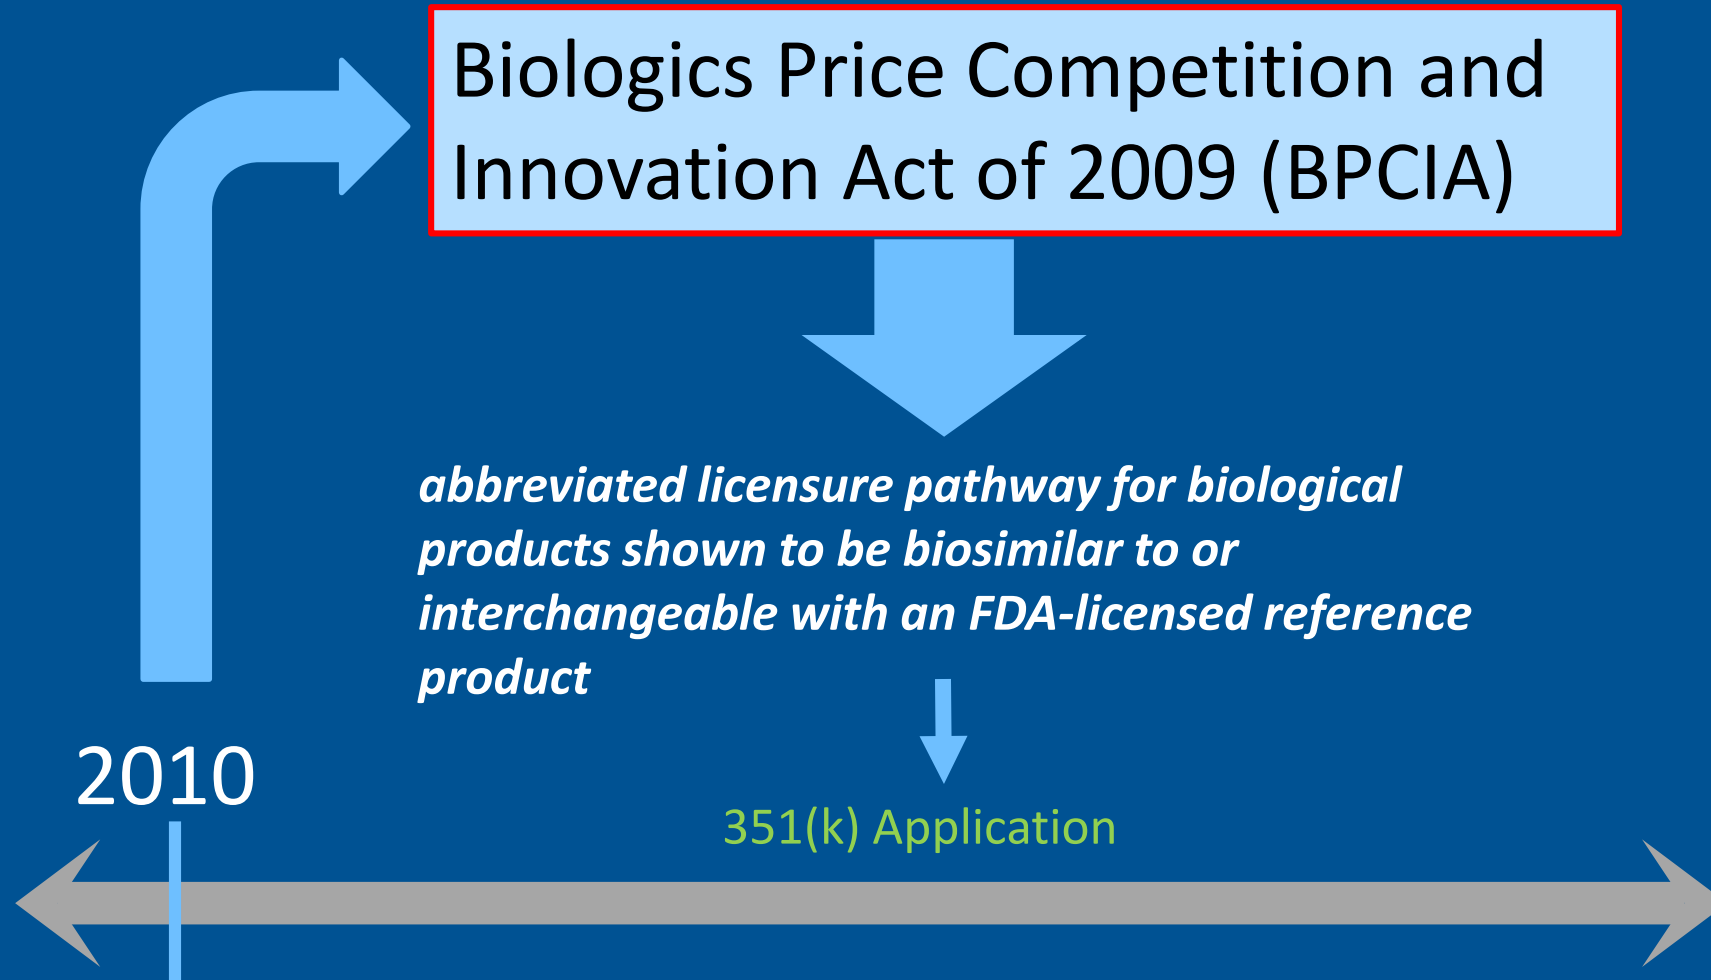 Biologics Price Competition and
Innovation Act of 2009 (BPCIA)
abbreviated licensure pathway for biological
products shown to be biosimilar to or
interchangeable with an FDA-licensed reference
product
2010
351(k) Application